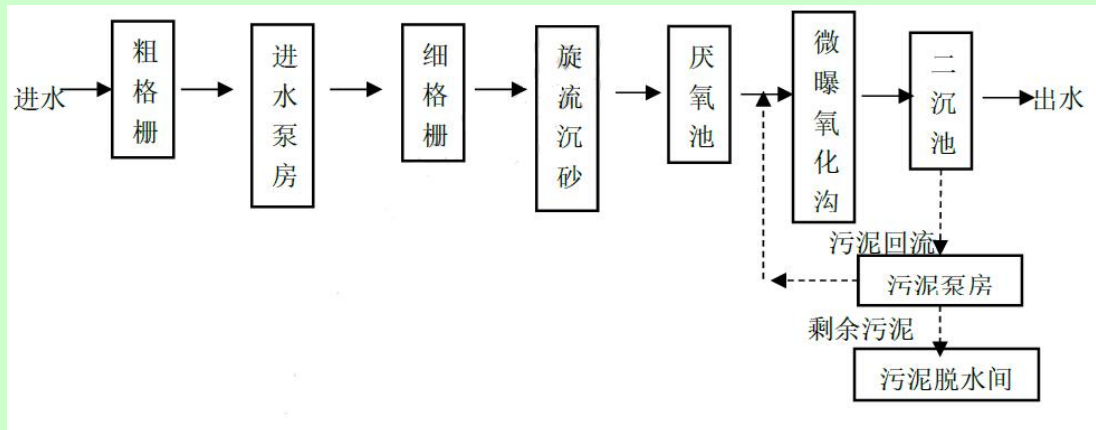 进水
粗格栅
进水泵房
细格栅
旋流沉砂
厌氧池
微曝氧化沟
二沉池
出水
污泥回流
污泥泵房
剩余污泥
污泥脱水间